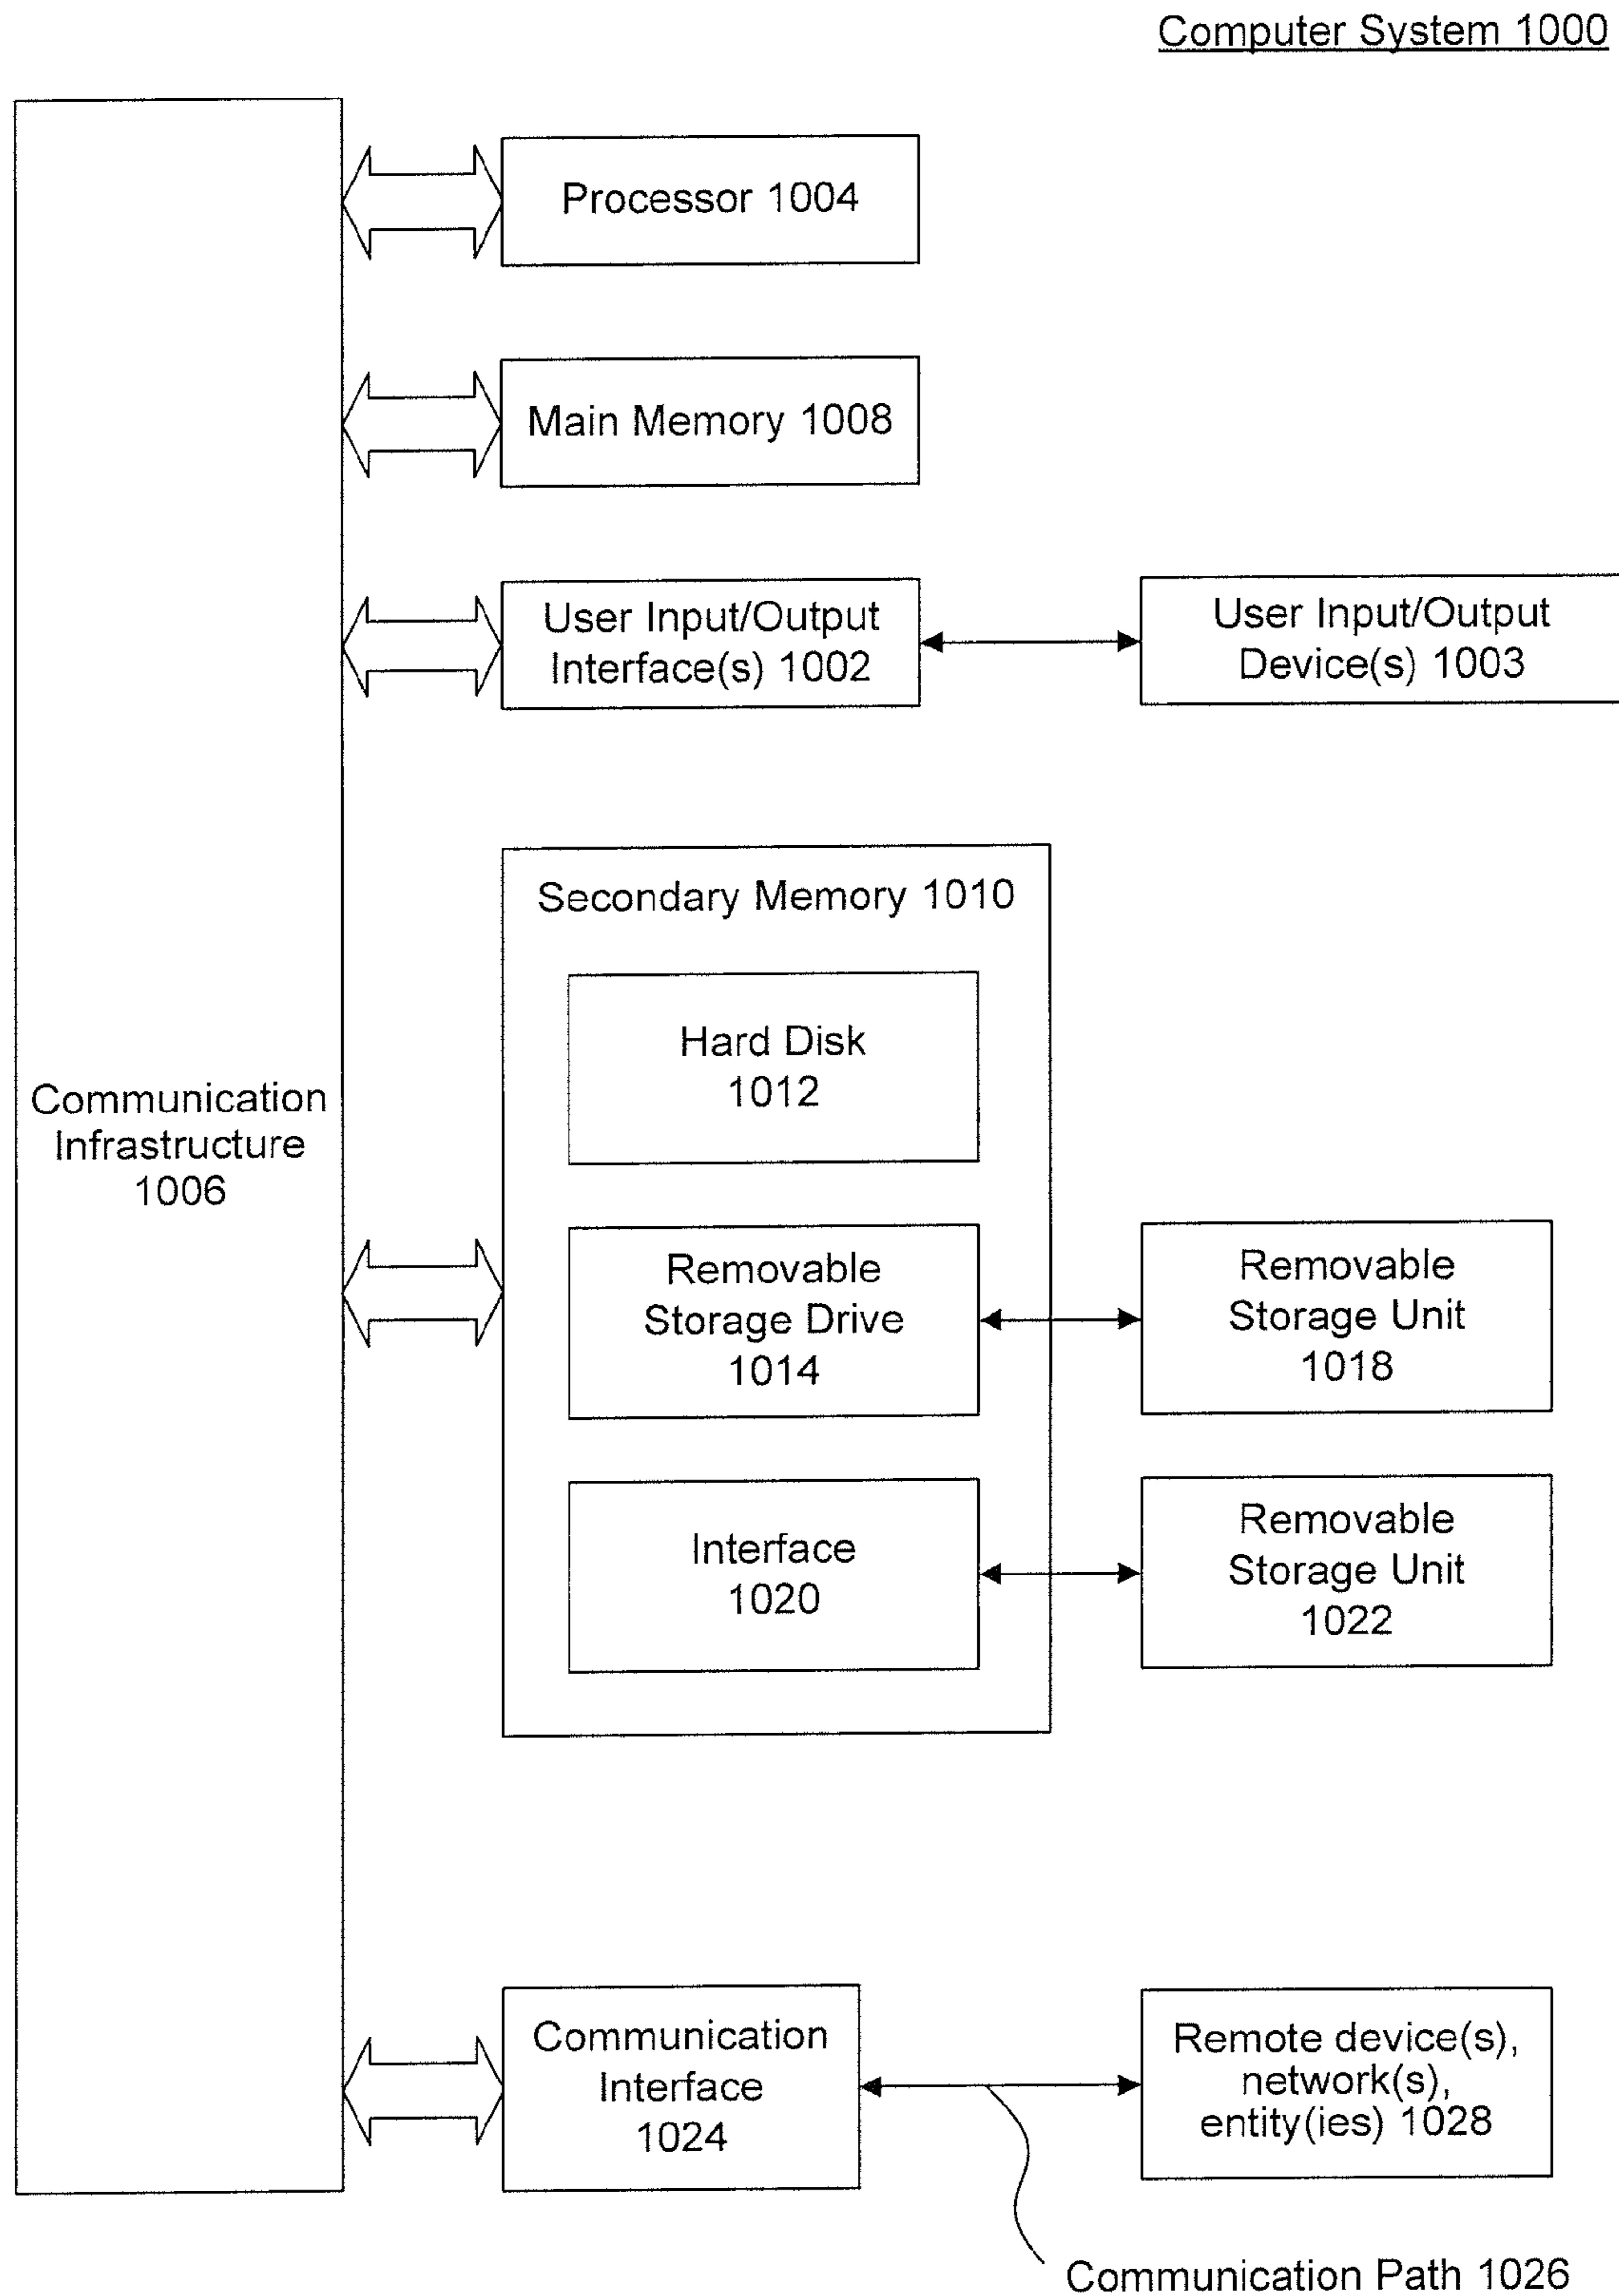 Computer System 1000
Processor 1004
Main Memory 1008
User Input/Output
Interface(s) 1002
User Input/Output
Device(s) 1003
Secondary Memory 1010
Hard Disk
1012
Communication
Infrastructure
1006
Removable
Storage Drive
1014
Removable
Storage Unit
1018
Interface
1020
Removable
Storage Unit
1022
Communication
Interface
1024
Remote device(s),
network(s),
entity(ies) 1028
Communication Path 1026